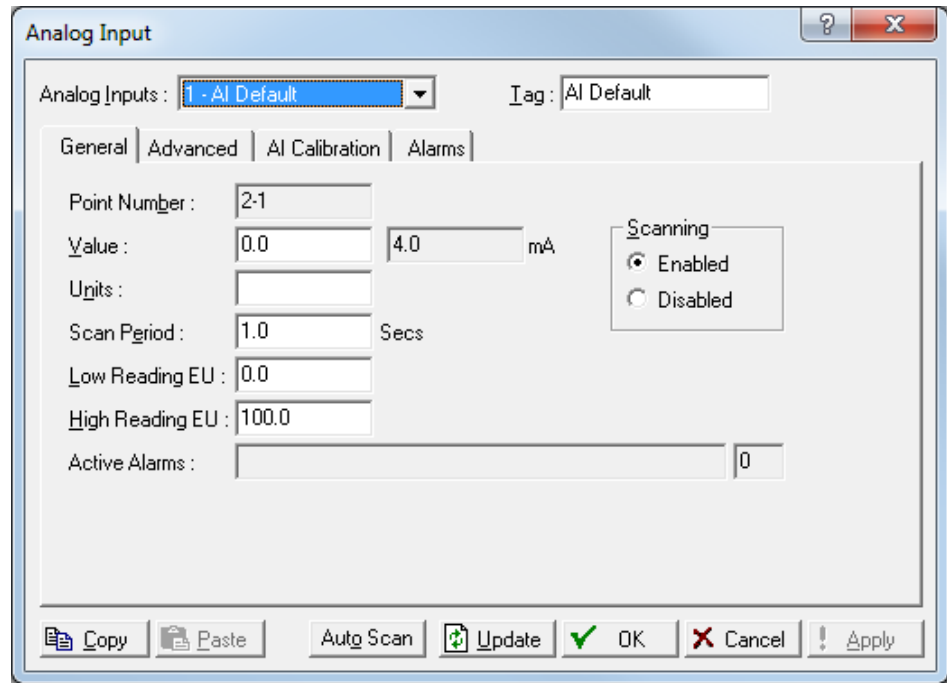 Analog Input
Analog Inputs : 1 - AI Default Tag : AI Default
General Advanced AI Calibration Alarms
Point Number : 2-1
Value : 0.0 4.0 mA
Scanning
Enabled
Units :
Disabled
Scan Period : 1.0 Secs
Low Reading EU : 0.0
High Reading EU : 100.0
Active Alarms : 0
Copy Paste Auto Scan Update OK Cancel ! Apply